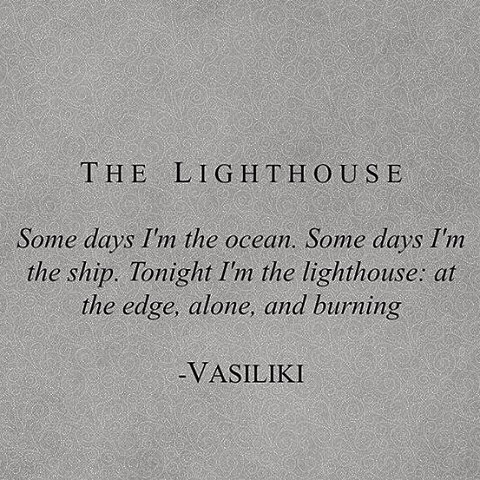 THE LIGHTHOUSE
Some days I'm the ocean. Some days I'm
the ship. Tonight I'm the lighthouse: at
the edge, alone, and burning
-VASILIKI